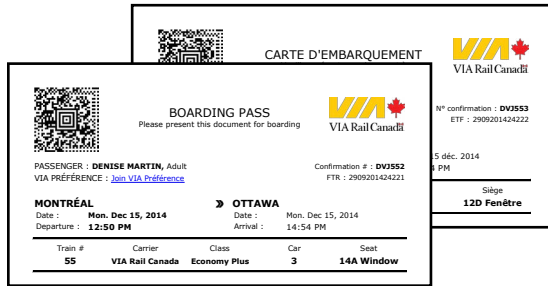 CARTE D'EMBARQUEMENT
VIA Rail Canada
N° confirmation : DVJ553
ETF : 2909201424222
15 déc. 2014
PM
Siège
12D Fenêtre
BOARDING PASS
Please present this document for boarding
VIA Rail Canada
PASSENGER : DENISE MARTIN, Adult
Confirmation # : DVJ552
VIA PRÉFÉRENCE : Join VIA Préférence
FTR : 2909201424221
MONTRÉAL » OTTAWA
Date : Mon. Dec 15, 2014 Date : Mon. Dec 15, 2014
Departure : 12:50 PM Arrival : 14:54 PM
Train # Carrier Class Car Seat
55 VIA Rail Canada Economy Plus 3 14A Window